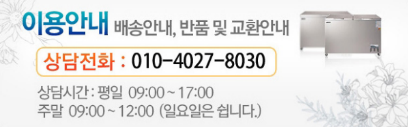 이용안내 배송안내, 반품 및 교환안내
상담전화 : 010-4027-8030
상담시간 : 평일 09:00 ~ 17:00
주말 09:00 ~ 12:00 (일요일은 쉽니다.)